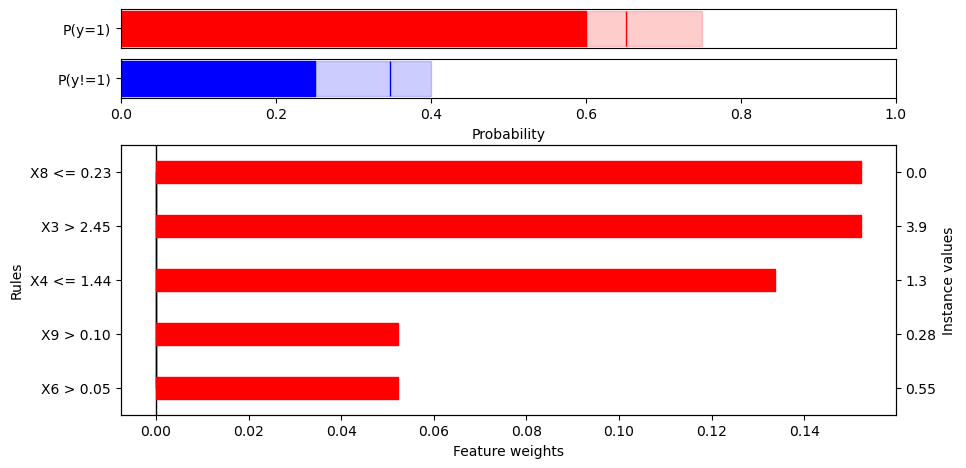 P(y=1)
P(y!=1)
0.0 0.2 0.4 0.6 0.8 1.0
Probability
X8 <= 0.23 0.0
X3 > 2.45 3.9
X4 <= 1.44 1.3
X9 > 0.10 0.28
X6 > 0.05 0.55
Rules
Instance values
0.00 0.02 0.04 0.06 0.08 0.10 0.12 0.14
Feature weights